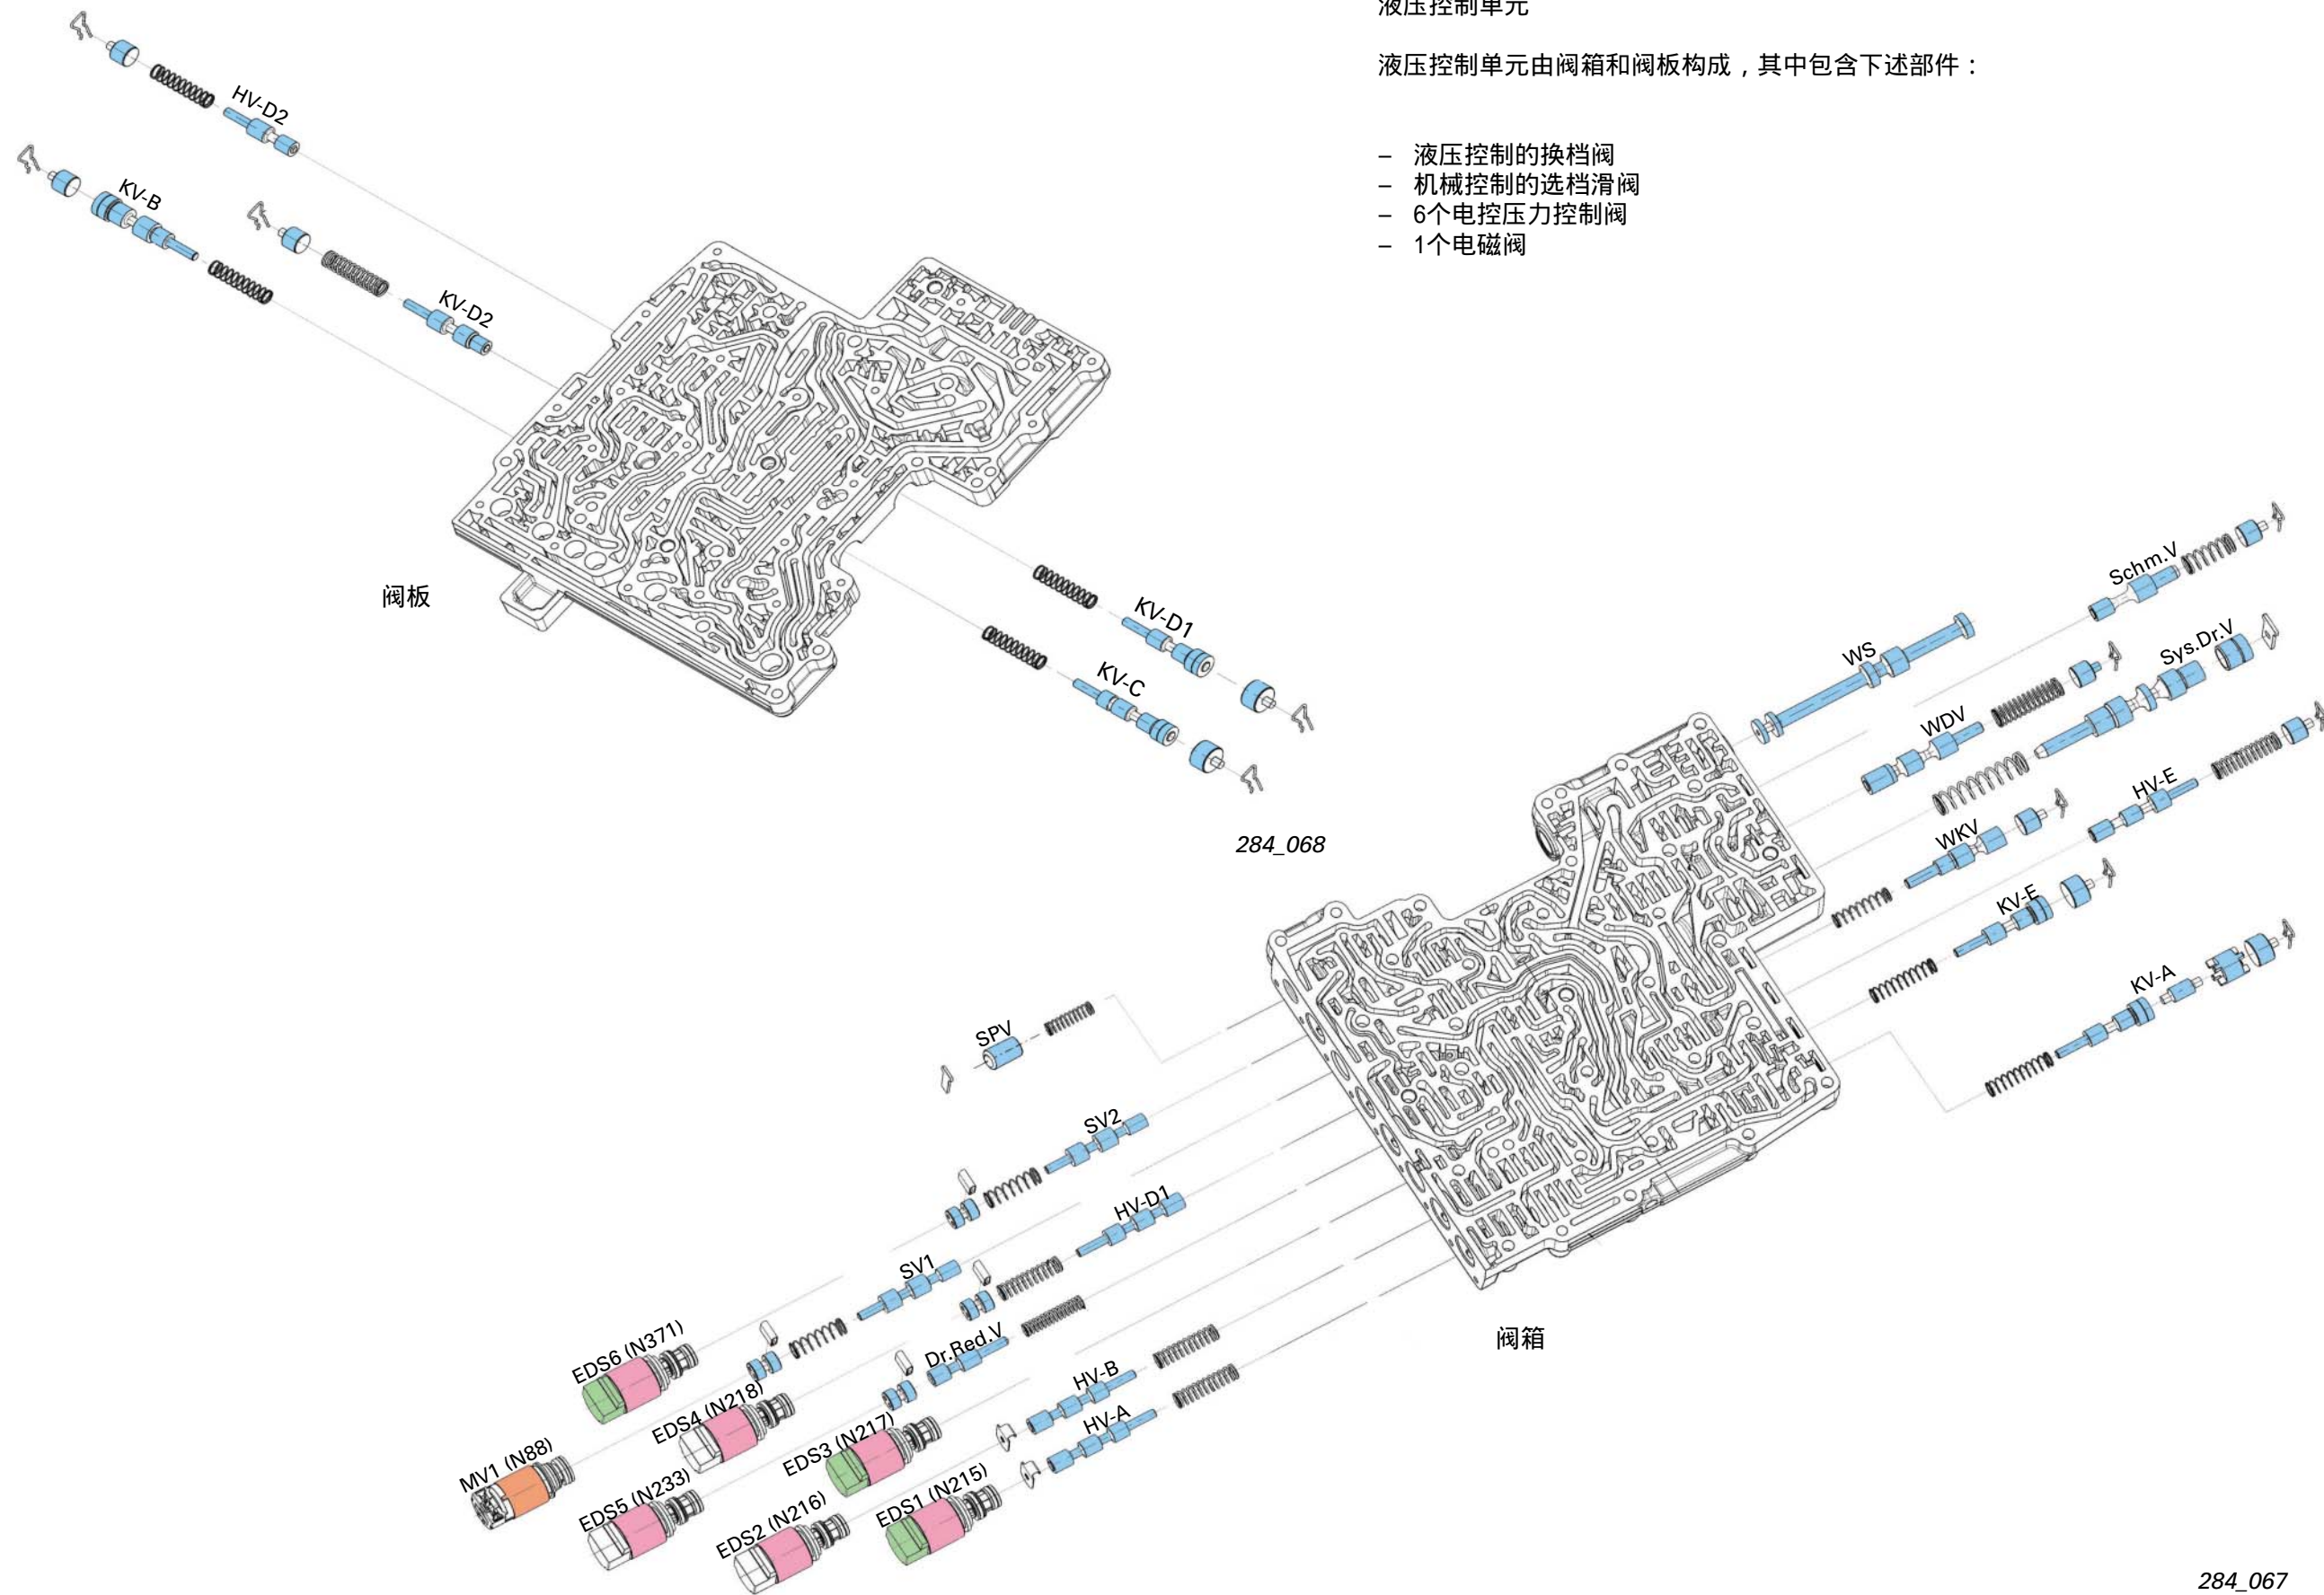 液压控制单元
液压控制单元由阀箱和阀板构成，其中包含下述部件：
– 液压控制的换档阀
– 机械控制的选档滑阀
– 6个电控压力控制阀
– 1个电磁阀
HV-D2
KV-B
KV-D2
阀板
KV-D1
KV-C
284_068
Schm.V
WS
Sys.Dr.V
WDV
HV-E
WKV
KV-E
KV-A
SPV
SV2
HV-D1
SV1
Dr.Red.V
HV-B
HV-A
阀箱
EDS6 (N371)
EDS4 (N218)
EDS3 (N217)
MV1 (N88)
EDS5 (N233)
EDS2 (N216)
EDS1 (N215)
284_067